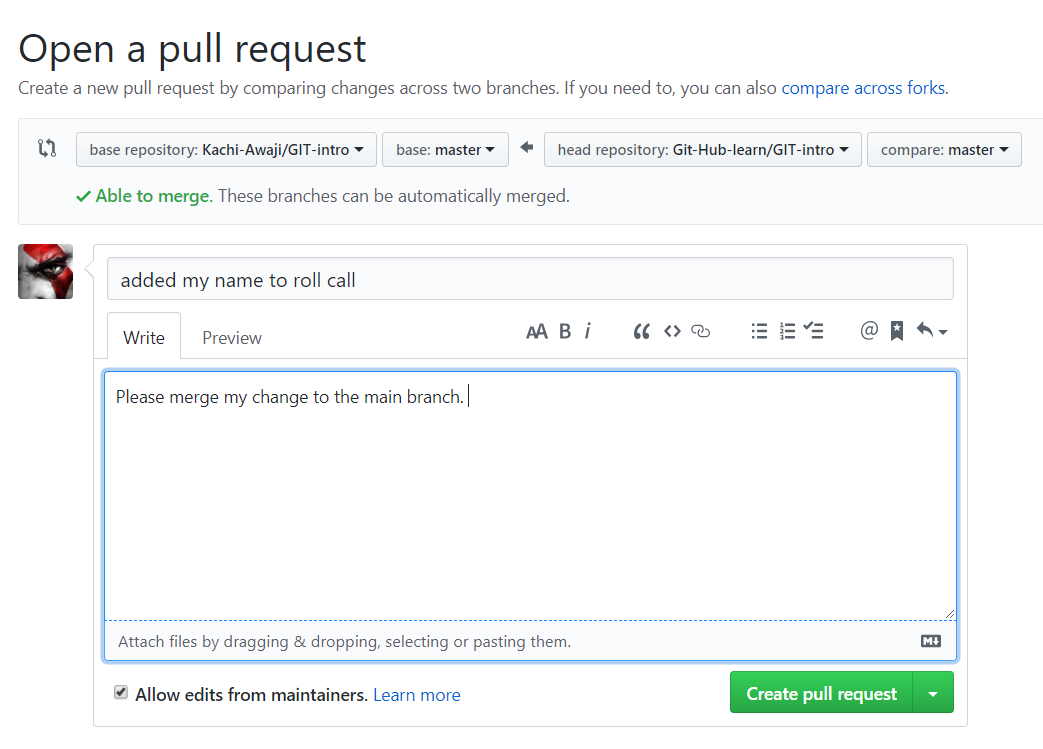 Open a pull request
Create a new pull request by comparing changes across two branches. If you need to, you can also compare across forks.
base repository: Kachi-Awaji/GIT-intro base: master head repository: Git-Hub-learn/GIT-intro compare: master
Able to merge. These branches can be automatically merged.
added my name to roll call
Write Preview AA B i @
Please merge my change to the main branch.
Attach files by dragging & dropping, selecting or pasting them. M
Allow edits from maintainers. Learn more Create pull request